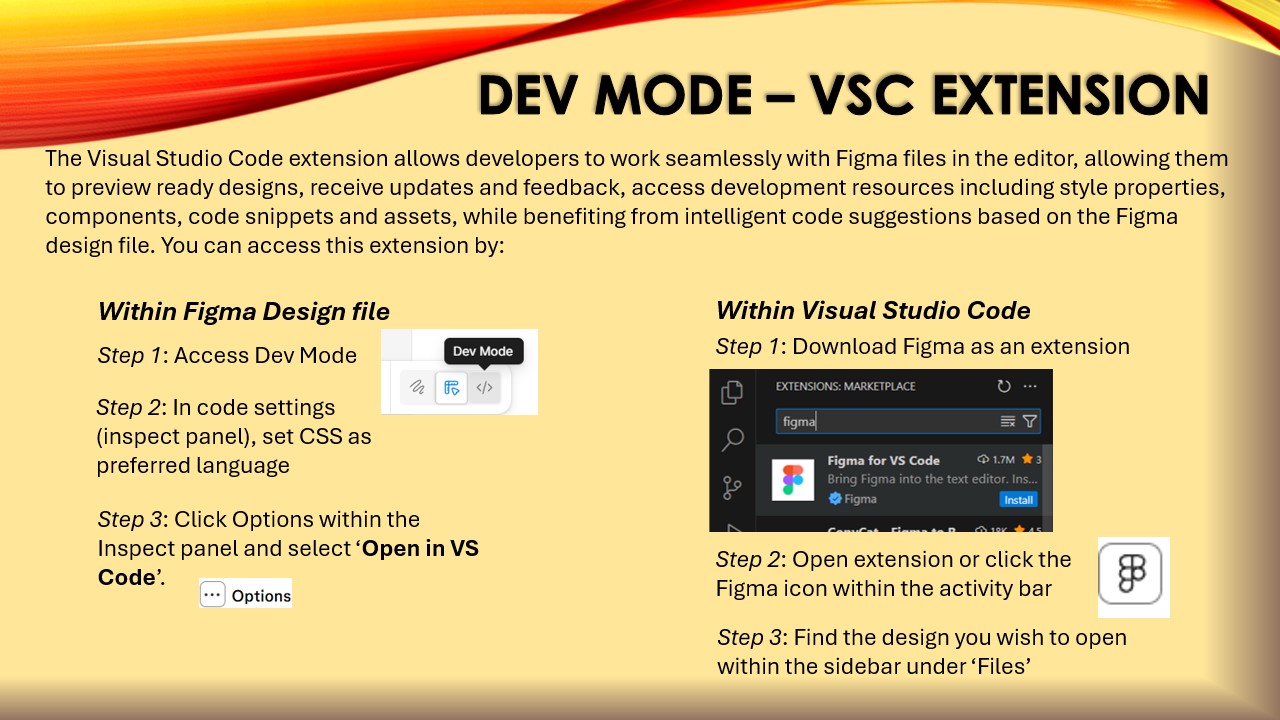 DEV MODE – VSC EXTENSION
The Visual Studio Code extension allows developers to work seamlessly with Figma files in the editor, allowing them
to preview ready designs, receive updates and feedback, access development resources including style properties,
components, code snippets and assets, while benefiting from intelligent code suggestions based on the Figma
design file. You can access this extension by:
Within Figma Design file
Step 1: Access Dev Mode
Dev Mode
Step 2: In code settings
(inspect panel), set CSS as
preferred language
Step 3: Click Options within the
Inspect panel and select ‘Open in VS
Code’.
Options
Within Visual Studio Code
Step 1: Download Figma as an extension
EXTENSIONS: MARKETPLACE
figma
Figma for VS Code 1.7M 3
Bring Figma into the text editor. Ins...
Figma Install
Step 2: Open extension or click the
Figma icon within the activity bar
Step 3: Find the design you wish to open
within the sidebar under ‘Files’